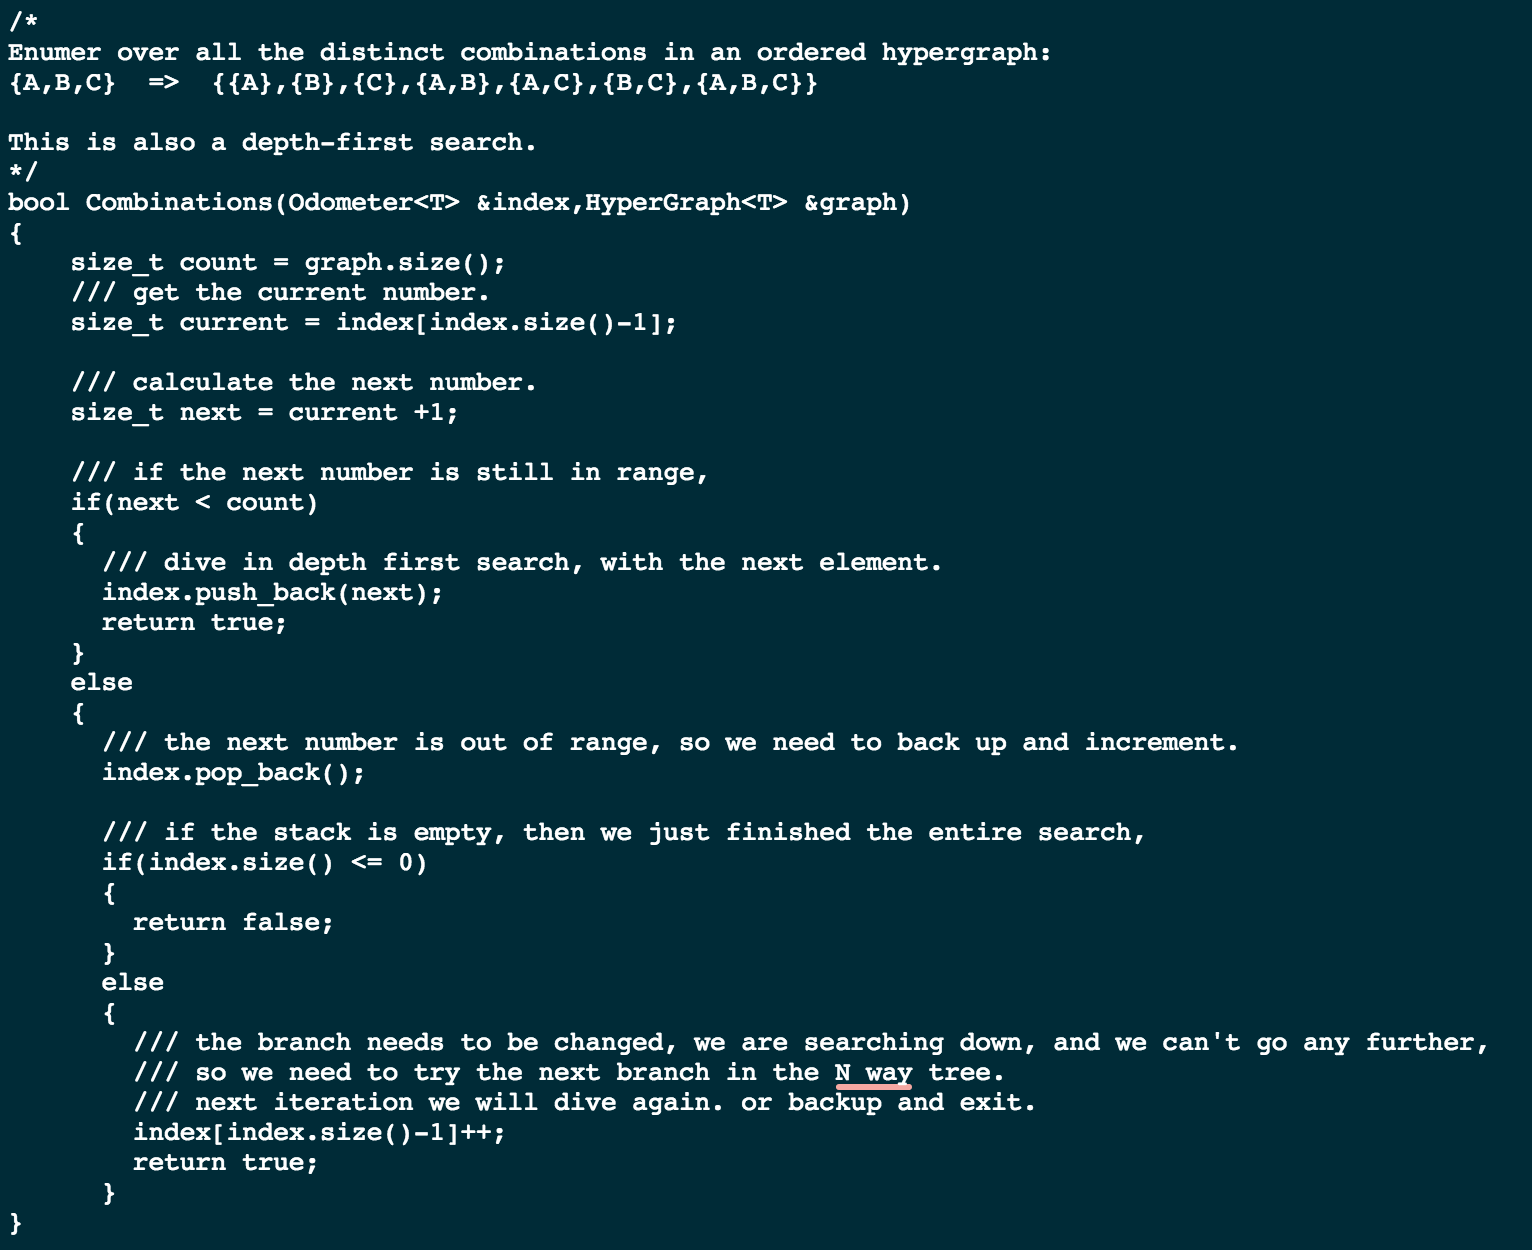 /*
Enumer over all the distinct combinations in an ordered hypergraph:
{A,B,C}  =>  {{A},{B},{C},{A,B},{A,C},{B,C},{A,B,C}}

This is also a depth-first search.
*/
bool Combinations(Odometer<T> &index,HyperGraph<T> &graph)
{
    size_t count = graph.size();
    /// get the current number.
    size_t current = index[index.size()-1];

    /// calculate the next number.
    size_t next = current +1;

    /// if the next number is still in range,
    if(next < count)
    {
      /// dive in depth first search, with the next element.
      index.push_back(next);
      return true;
    }
    else
    {
      /// the next number is out of range, so we need to back up and increment.
      index.pop_back();

      /// if the stack is empty, then we just finished the entire search,
      if(index.size() <= 0)
      {
        return false;
      }
      else
      {
        /// the branch needs to be changed, we are searching down, and we can't go any further,
        /// so we need to try the next branch in the N way tree.
        /// next iteration we will dive again. or backup and exit.
        index[index.size()-1]++;
        return true;
      }
}